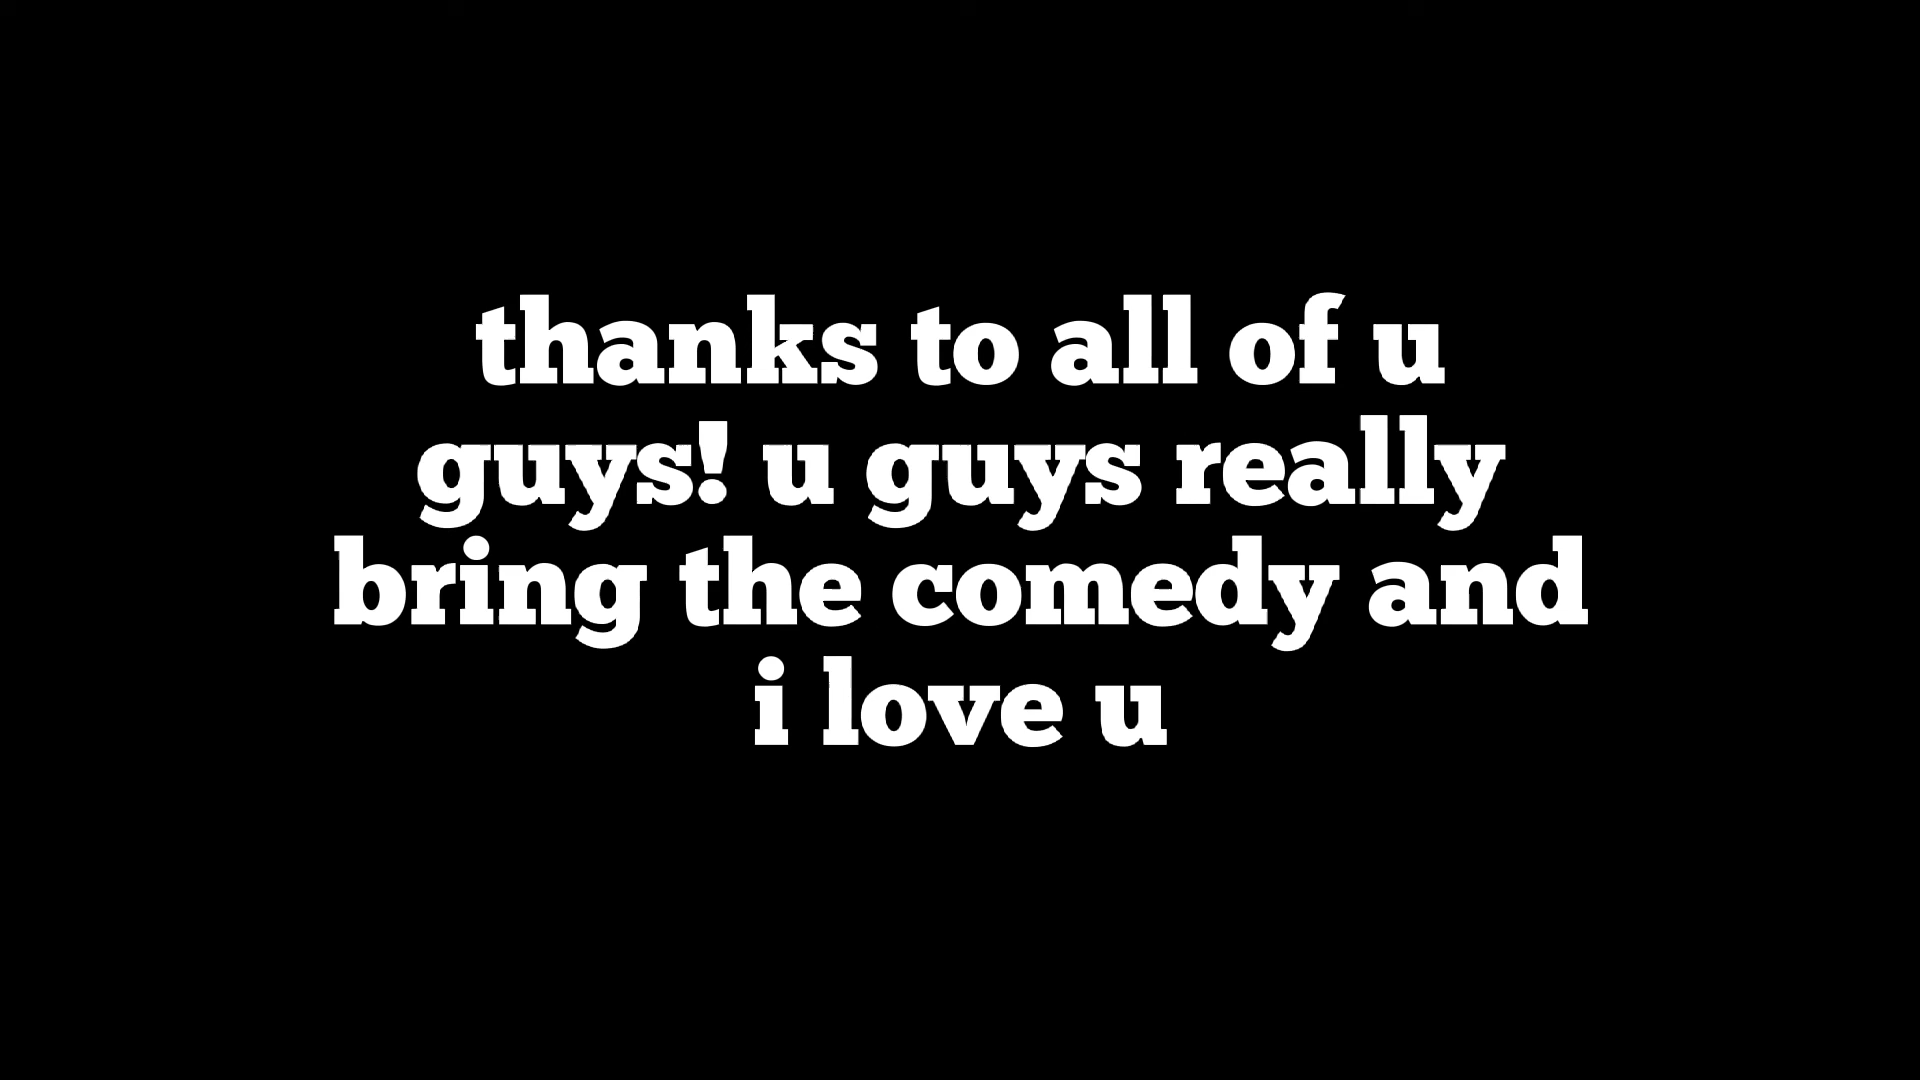 thanks to all of u
guys! u guys really
bring the comedy and
i love u